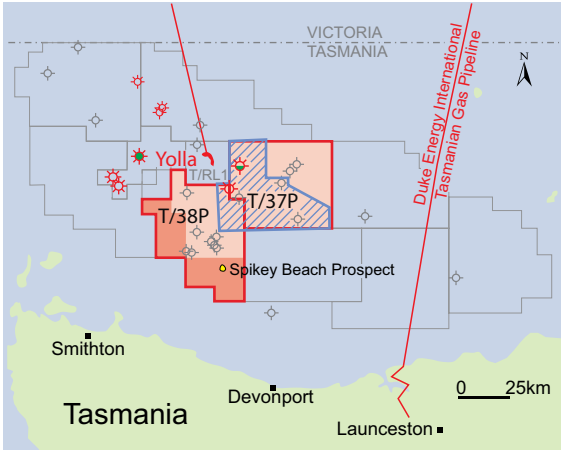 VICTORIA
TASMANIA
N
Duke Energy International
Tasmanian Gas Pipeline
Yolla
T/RL1
T/37P
T/38P
Spikey Beach Prospect
Smithton
Devonport
0 25km
Tasmania
Launceston